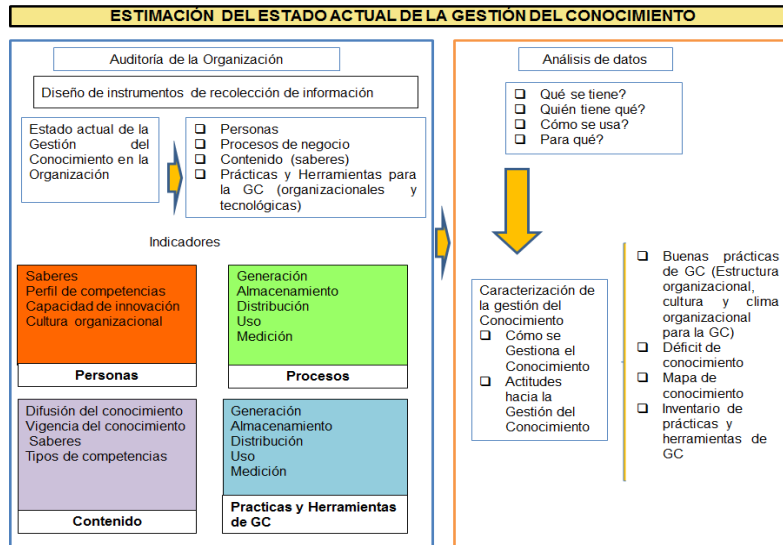 ESTIMACIÓN DEL ESTADO ACTUAL DE LA GESTIÓN DEL CONOCIMIENTO
Auditoría de la Organización
Diseño de instrumentos de recolección de información
Estado actual de la
Gestión del
Conocimiento en la
Organización
Personas
Procesos de negocio
Contenido (saberes)
Prácticas y Herramientas para
la GC (organizacionales y
tecnológicas)
Indicadores
Saberes
Perfil de competencias
Capacidad de innovación
Cultura organizacional
Personas
Generación
Almacenamiento
Distribución
Uso
Medición
Procesos
Difusión del conocimiento
Vigencia del conocimiento
Saberes
Tipos de competencias
Contenido
Generación
Almacenamiento
Distribución
Uso
Medición
Practicas y Herramientas
de GC
Análisis de datos
Qué se tiene?
Quién tiene qué?
Cómo se usa?
Para qué?
Caracterización de
la gestión del
Conocimiento
Cómo se
Gestiona el
Conocimiento
Actitudes
hacia la
Gestión del
Conocimiento
Buenas prácticas
de GC (Estructura
organizacional,
cultura y clima
organizacional
para la GC)
Déficit de
conocimiento
Mapa de
conocimiento
Inventario de
prácticas y
herramientas de
GC